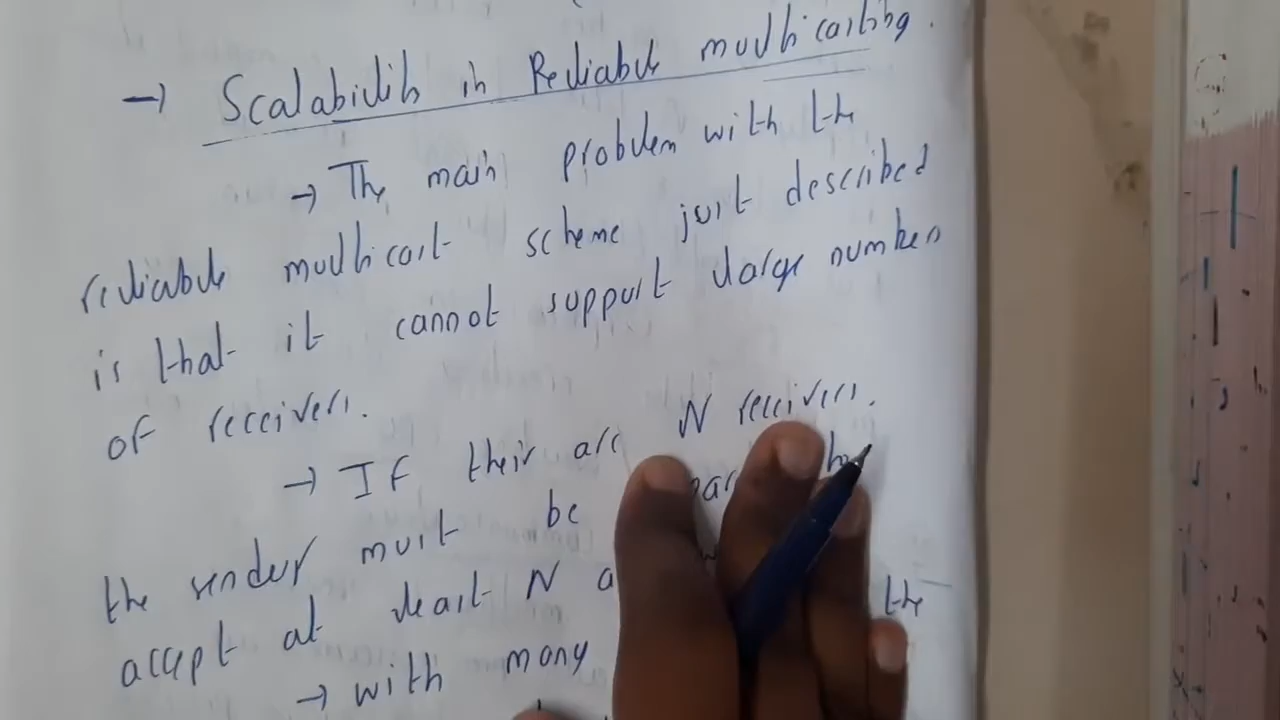 → Scalability in Reliable multicasting.
→ The main problem with the
reliable multicast scheme just described
is that it cannot support large number
of receivers.
→ If their are N receivers.
the sender must be
accept at least N the
→ with many